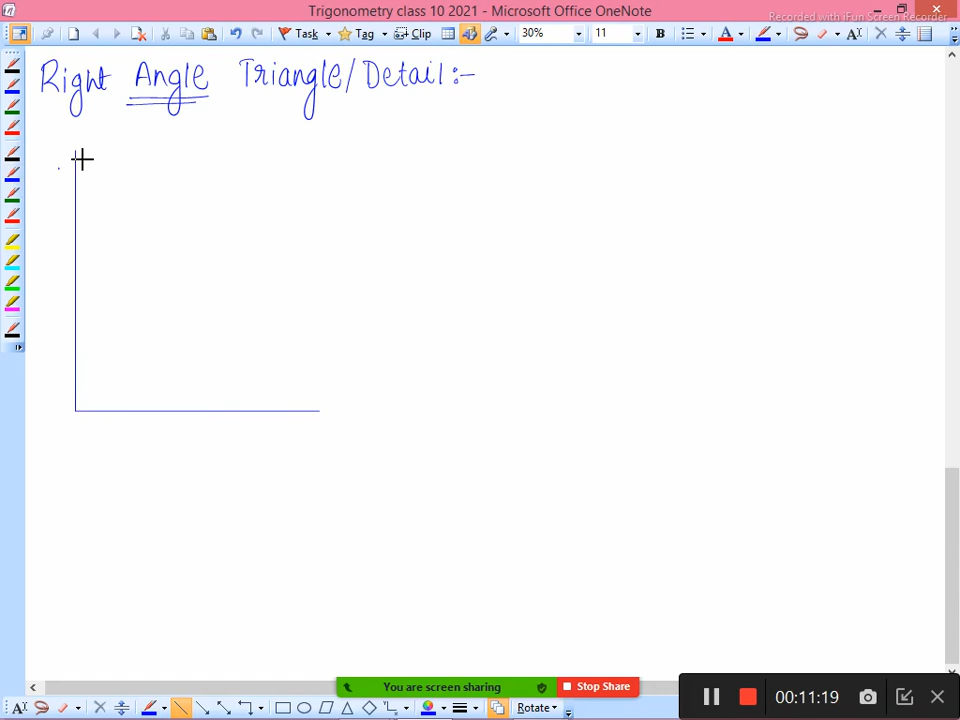 Trigonometry class 10 2021 - Microsoft Office OneNote
Recorded with iFun Screen Recorder
Task Tag Clip 30% 11 B A
Right Angle Triangle/Detail:-
You are screen sharing Stop Share
Rotate
00:11:19